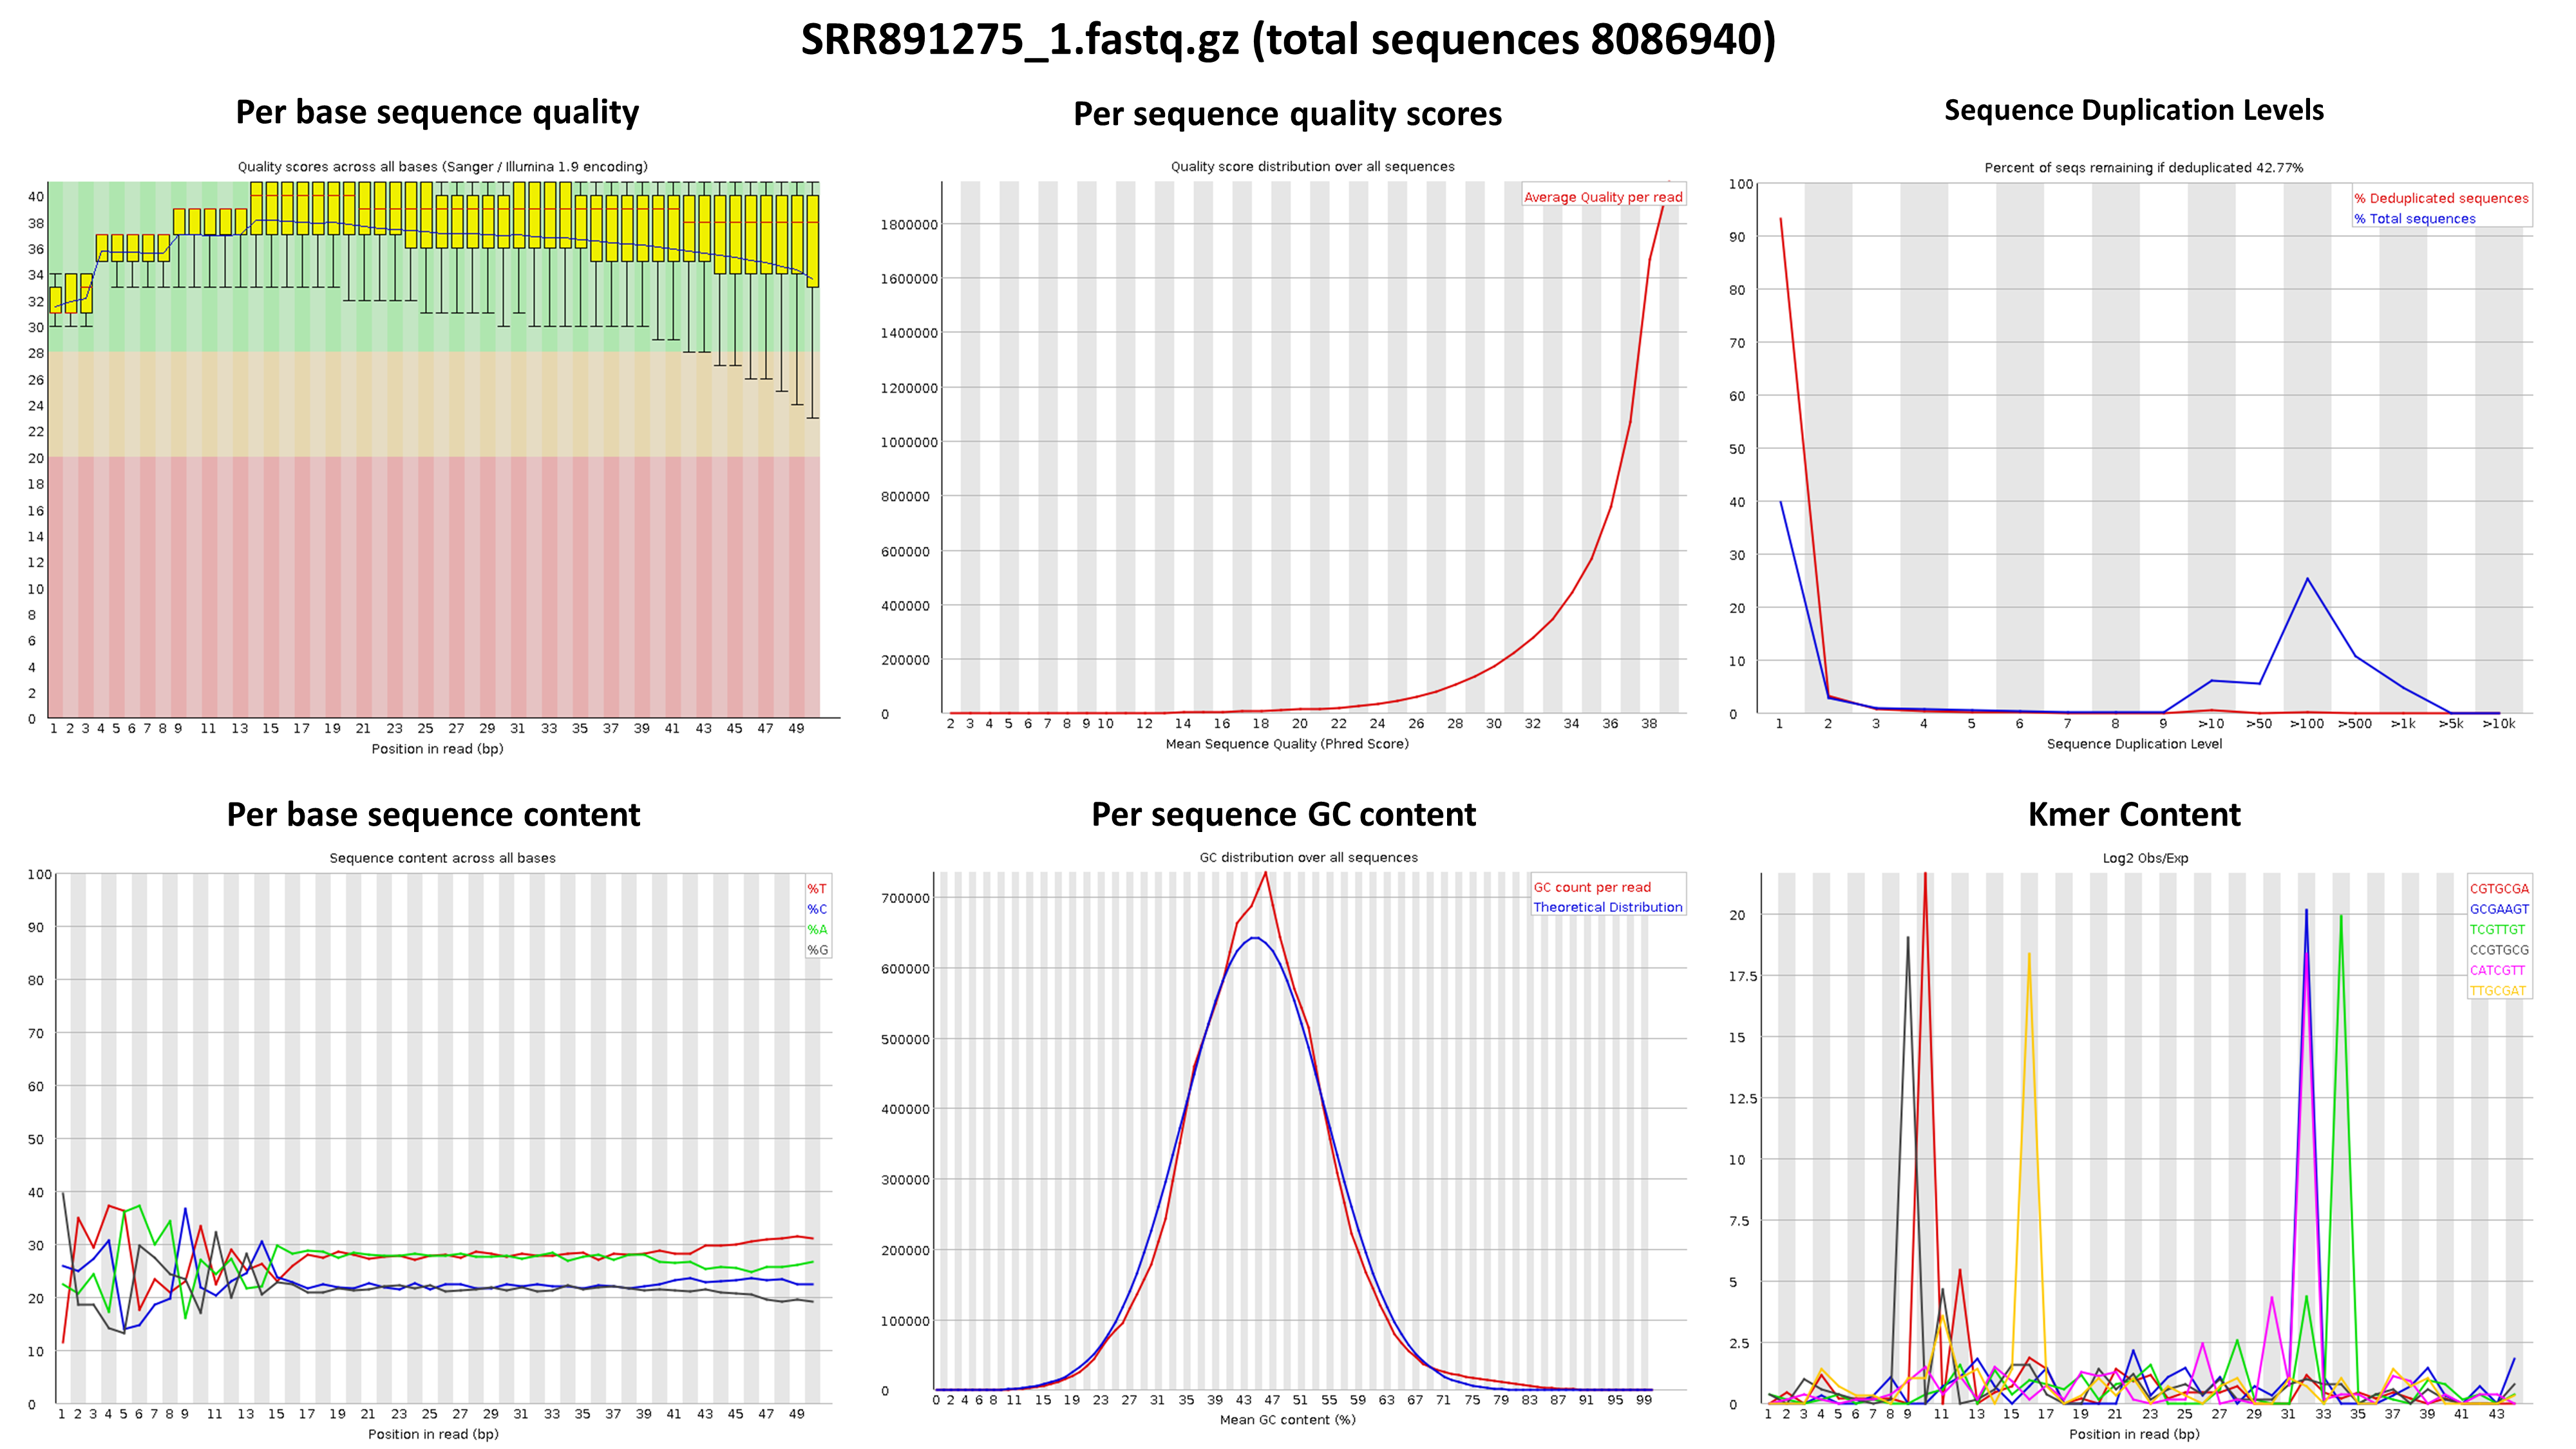 SRR891275_1.fastq.gz (total sequences 8086940)
Per base sequence quality
Quality scores across all bases (Sanger / Illumina 1.9 encoding)
40
38
36
34
32
30
28
26
24
22
20
18
16
14
12
10
8
6
4
2
0
1 2 3 4 5 6 7 8 9 11 13 15 17 19 21 23 25 27 29 31 33 35 37 39 41 43 45 47 49
Position in read (bp)
Per sequence quality scores
Quality score distribution over all sequences
Average Quality per read
1800000
1600000
1400000
1200000
1000000
800000
600000
400000
200000
0
2 3 4 5 6 7 8 9 10 12 14 16 18 20 22 24 26 28 30 32 34 36 38
Mean Sequence Quality (Phred Score)
Sequence Duplication Levels
Percent of seqs remaining if deduplicated 42.77%
% Deduplicated sequences
% Total sequences
100
90
80
70
60
50
40
30
20
10
0
1 2 3 4 5 6 7 8 9 >10 >50 >100 >500 >1k >5k >10k
Sequence Duplication Level
Per base sequence content
Sequence content across all bases
%T
%C
%A
%G
100
90
80
70
60
50
40
30
20
10
0
1 2 3 4 5 6 7 8 9 11 13 15 17 19 21 23 25 27 29 31 33 35 37 39 41 43 45 47 49
Position in read (bp)
Per sequence GC content
GC distribution over all sequences
GC count per read
Theoretical Distribution
700000
600000
500000
400000
300000
200000
100000
0
0 2 4 6 8 11 15 19 23 27 31 35 39 43 47 51 55 59 63 67 71 75 79 83 87 91 95 99
Mean GC content (%)
Kmer Content
Log2 Obs/Exp
CGTGCGA
GCGAAGT
TCGTTGT
CCGTGCG
CATCGTT
TTGCGAT
20
17.5
15
12.5
10
7.5
5
2.5
0
1 2 3 4 5 6 7 8 9 11 13 15 17 19 21 23 25 27 29 31 33 35 37 39 41 43
Position in read (bp)